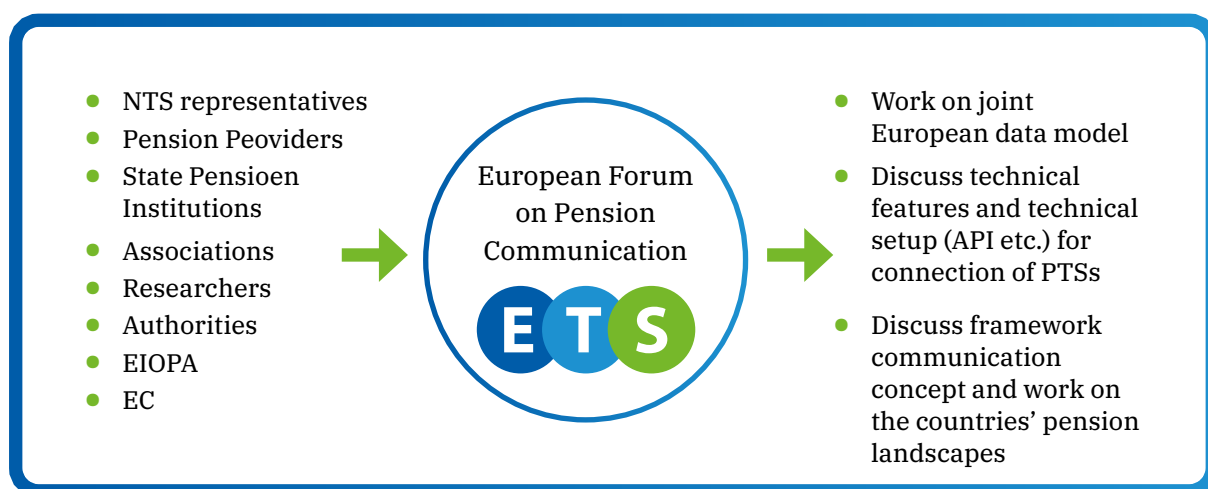 NTS representatives
Pension Peoviders
State Pensioen
Institutions
Associations
Researchers
Authorities
EIOPA
EC
European Forum
on Pension
Communication
ETS
Work on joint
European data model
Discuss technical
features and technical
setup (API etc.) for
connection of PTSs
Discuss framework
communication
concept and work on
the countries’ pension
landscapes